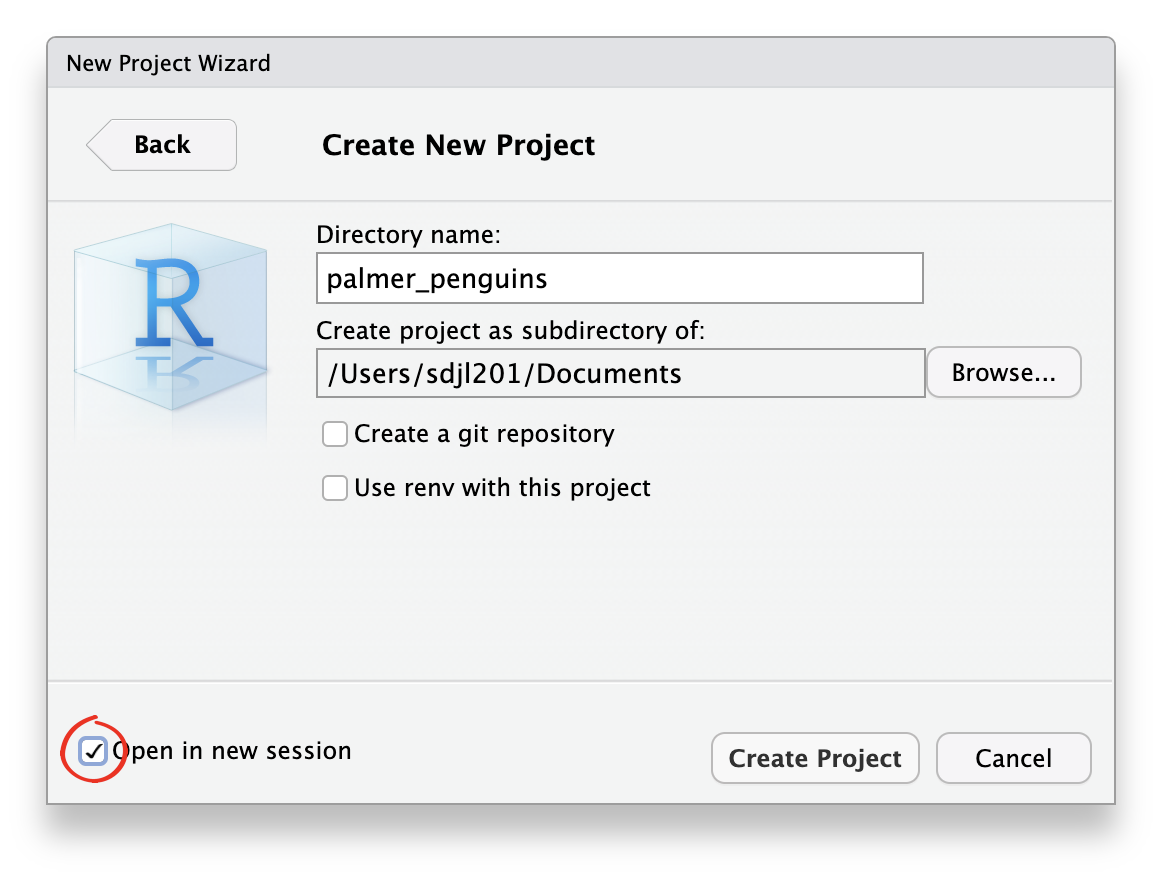 New Project Wizard
Back
Create New Project
R
Directory name:
palmer_penguins
Create project as subdirectory of:
/Users/sdjl201/Documents
Browse...
Create a git repository
Use renv with this project
Open in new session
Create Project
Cancel